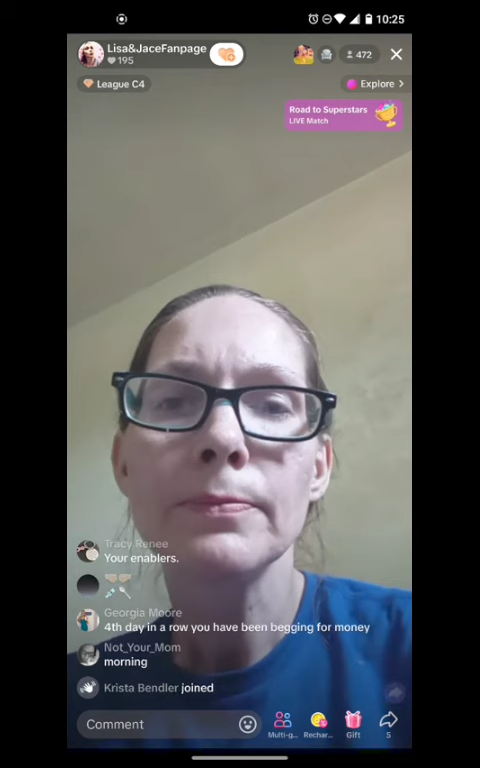 10:25
Lisa&JaceFanpage
195
472
League C4
Explore >
Road to Superstars
LIVE Match
Tracy Renee
Your enablers.
Georgia Moore
4th day in a row you have been begging for money
Not_Your_Mom
morning
Krista Bendler joined
Comment
Multi-g...
Rechar...
Gift
5